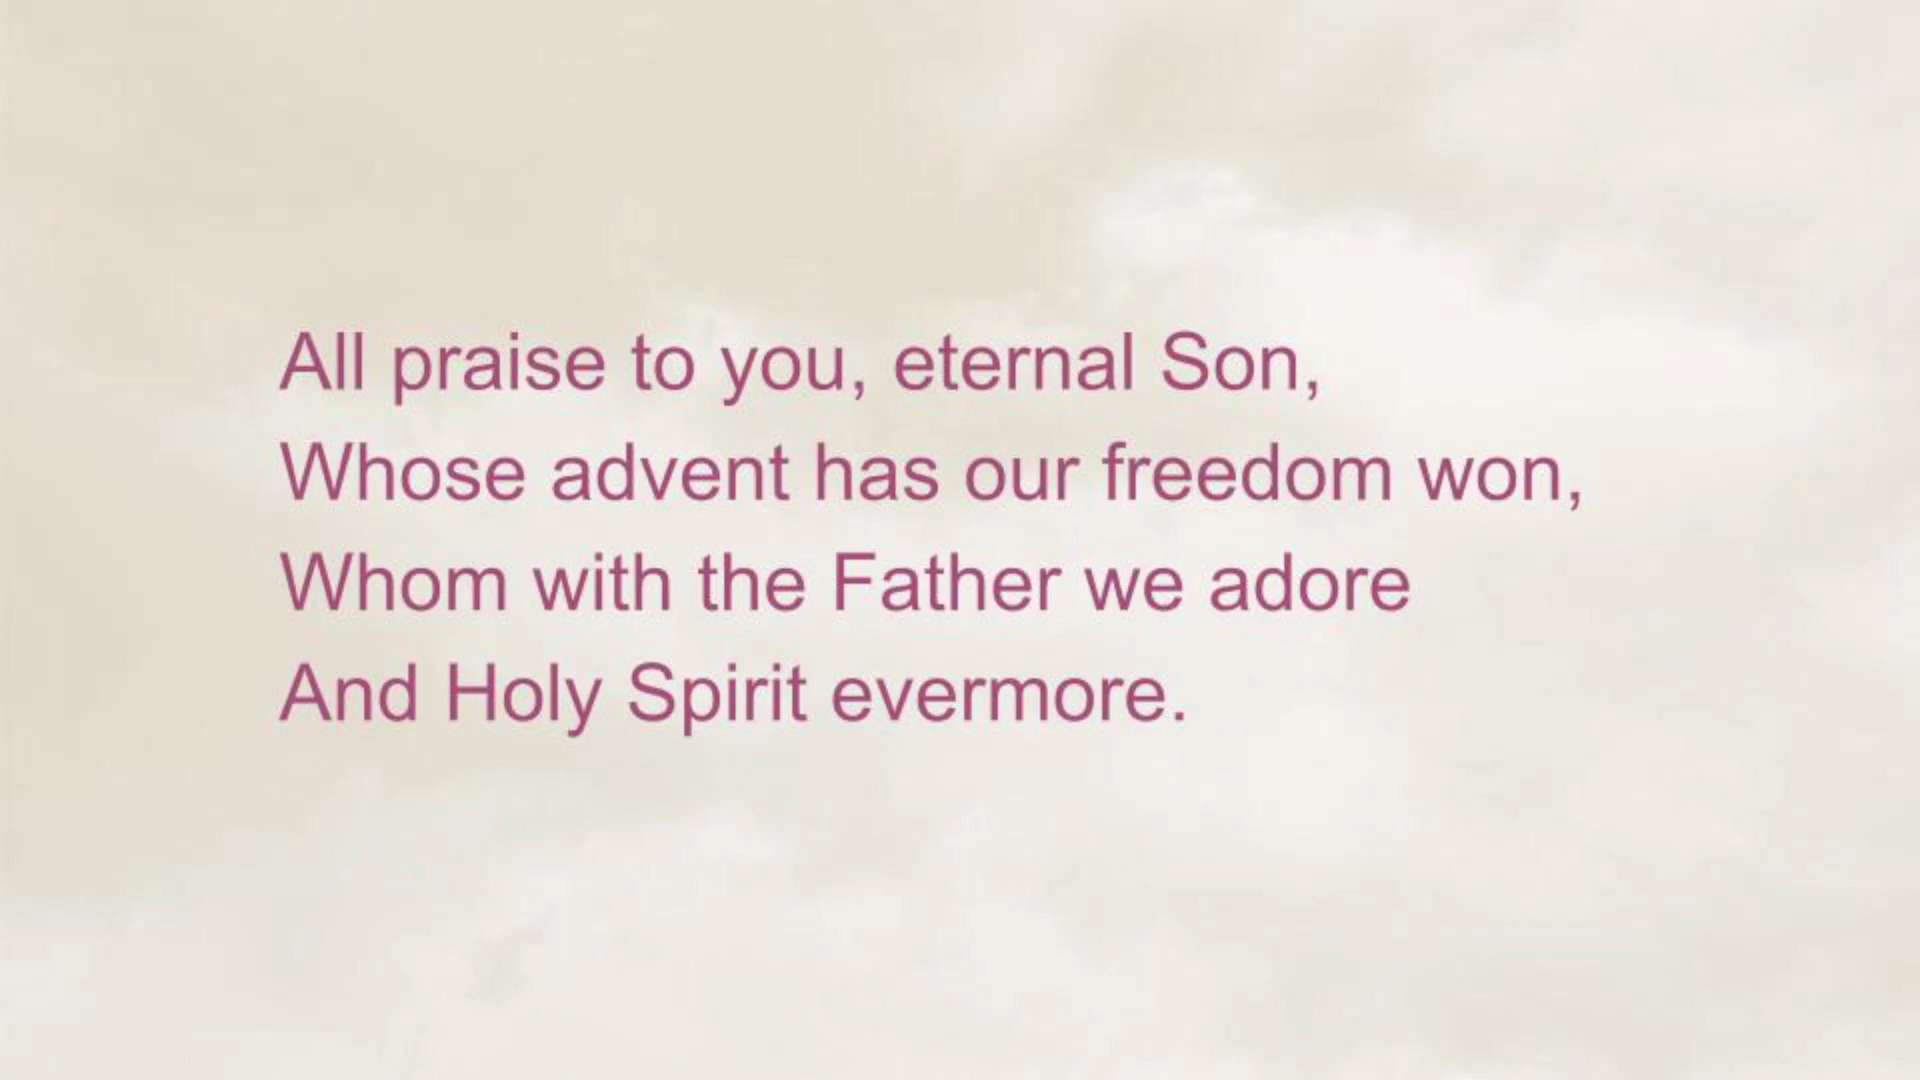 All praise to you, eternal Son,
Whose advent has our freedom won,
Whom with the Father we adore
And Holy Spirit evermore.